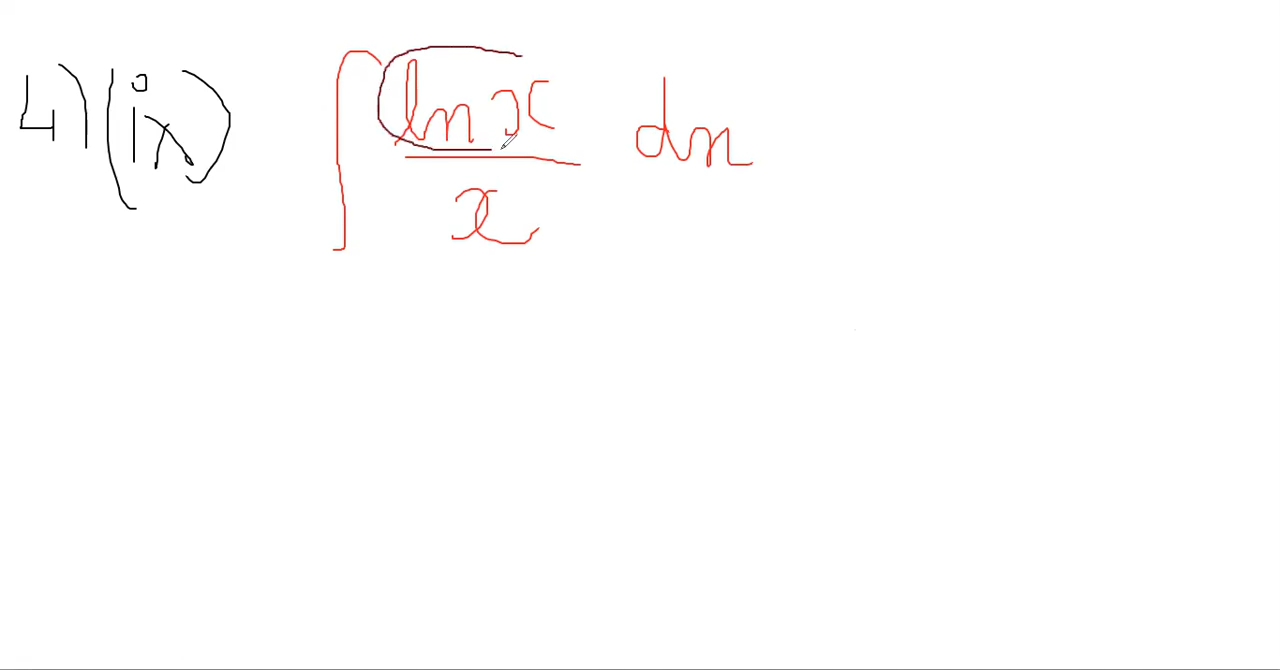 4) (ix) ∫ ln x / x dx